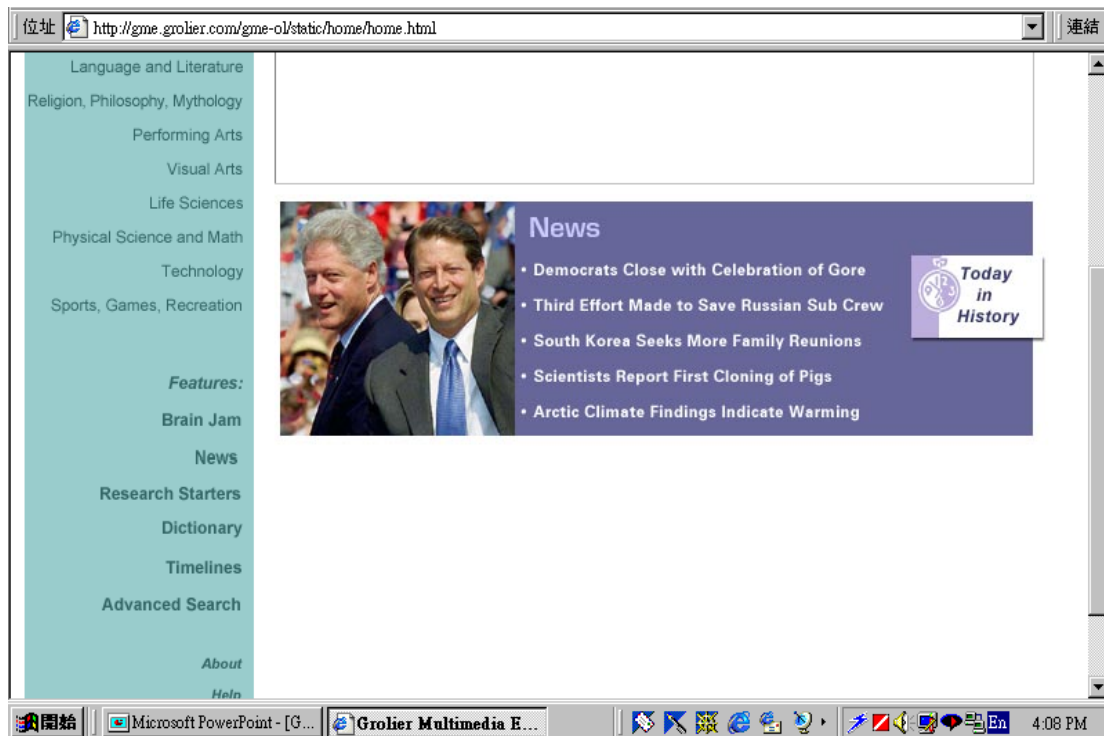 位址 http://gme.grolier.com/gme-ol/static/home/home.html 連結
Language and Literature
Religion, Philosophy, Mythology
Performing Arts
Visual Arts
Life Sciences
Physical Science and Math
Technology
Sports, Games, Recreation
Features:
Brain Jam
News
Research Starters
Dictionary
Timelines
Advanced Search
About
Help
News
• Democrats Close with Celebration of Gore
• Third Effort Made to Save Russian Sub Crew
• South Korea Seeks More Family Reunions
• Scientists Report First Cloning of Pigs
• Arctic Climate Findings Indicate Warming
Today
in
History
開始 Microsoft PowerPoint - [G... Grolier Multimedia E... En 4:08 PM